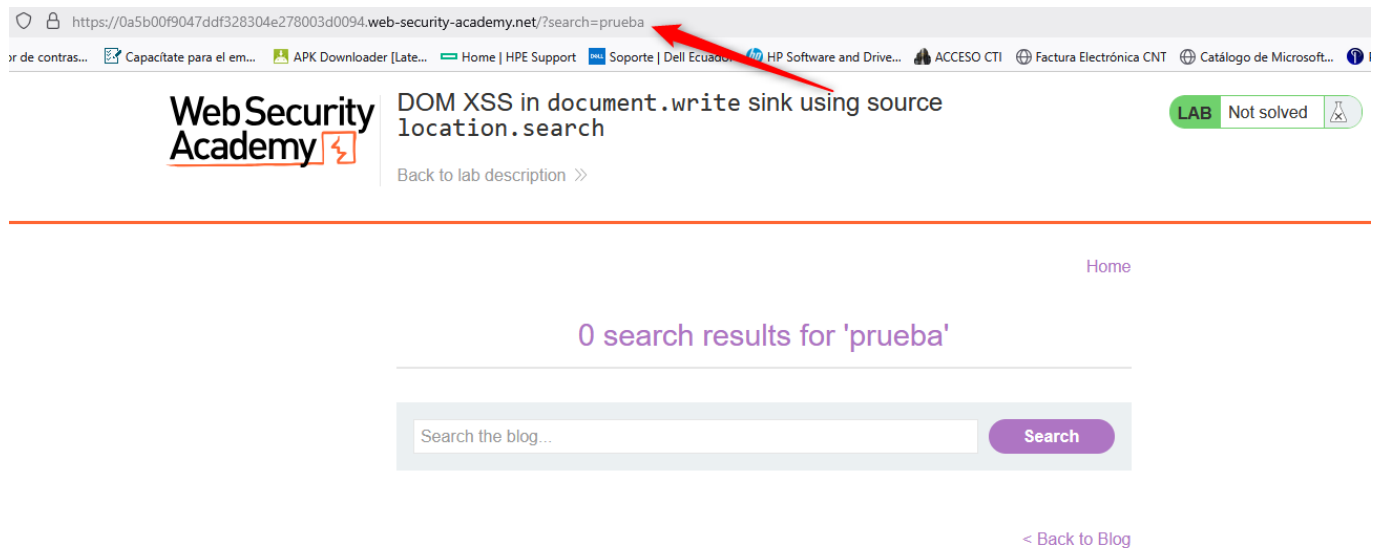 https://0a5b00f9047ddf328304e278003d0094.web-security-academy.net/?search=prueba
or de contras... Capacítate para el em... APK Downloader [Late... Home | HPE Support Soporte | Dell Ecuador HP Software and Drive... ACCESO CTI Factura Electrónica CNT Catálogo de Microsoft...
Web Security Academy
DOM XSS in document.write sink using source
location.search
LAB Not solved
Back to lab description >>
Home
0 search results for 'prueba'
Search the blog... Search
< Back to Blog